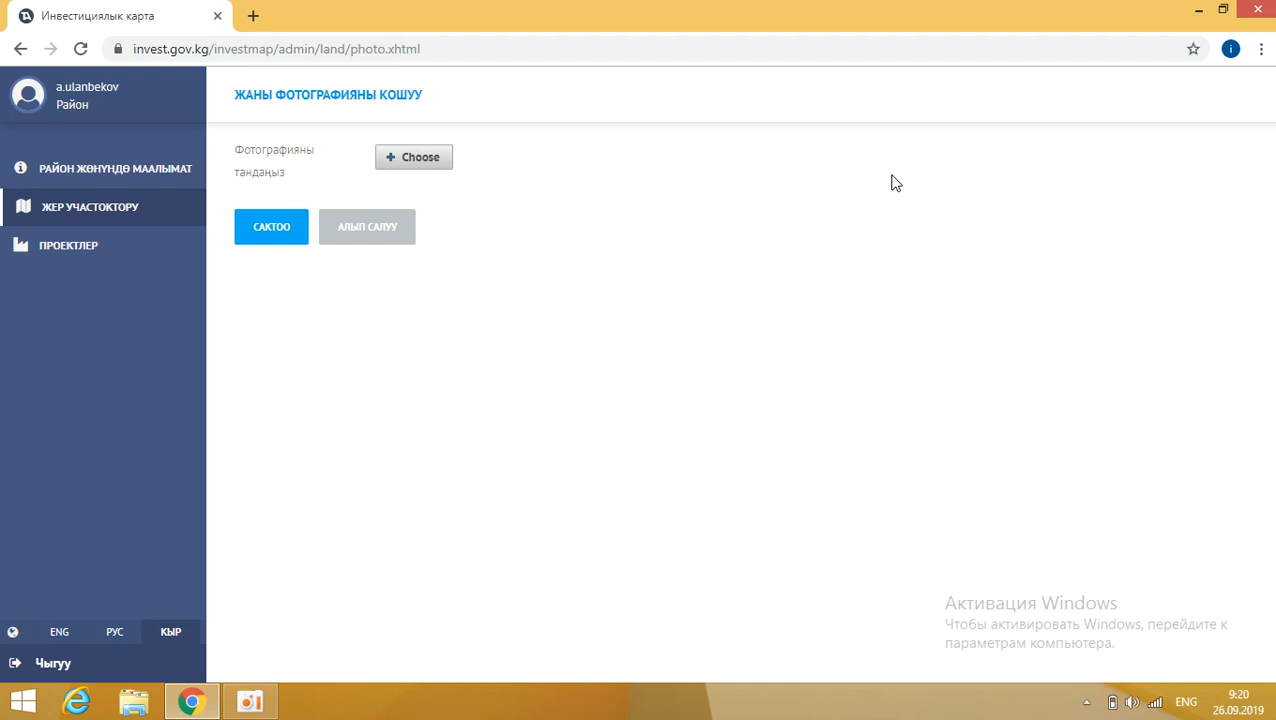 Инвестициялык карта
invest.gov.kg/investmap/admin/land/photo.xhtml
i
a.ulanbekov
Район
ЖАНЫ ФОТОГРАФИЯНЫ КОШУУ
РАЙОН ЖӨНҮНДӨ МААЛЫМАТ
ЖЕР УЧАСТОКТОРУ
ПРОЕКТЛЕР
Фотографияны
тандаңыз
Choose
САКТОО
АЛЫП САЛУУ
Активация Windows
Чтобы активировать Windows, перейдите к
параметрам компьютера.
ENG
РУС
КЫР
Чыгуу
ENG
9:20
26.09.2019